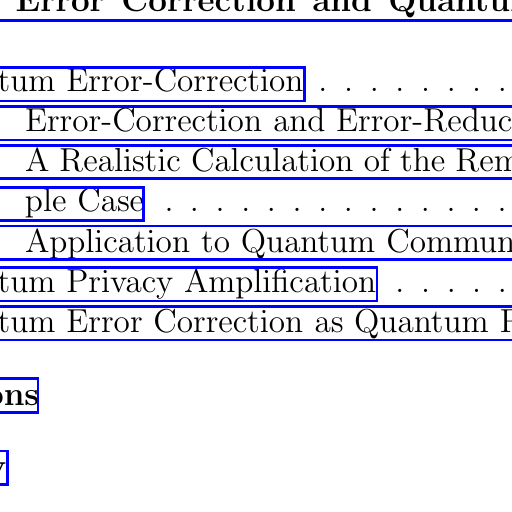 Error Correction and Quantu
tum Error-Correction . . . . . . . .
Error-Correction and Error-Reduc
A Realistic Calculation of the Rem
ple Case . . . . . . . . . . . . . .
Application to Quantum Commun
tum Privacy Amplification . . . . .
tum Error Correction as Quantum P
ons
y